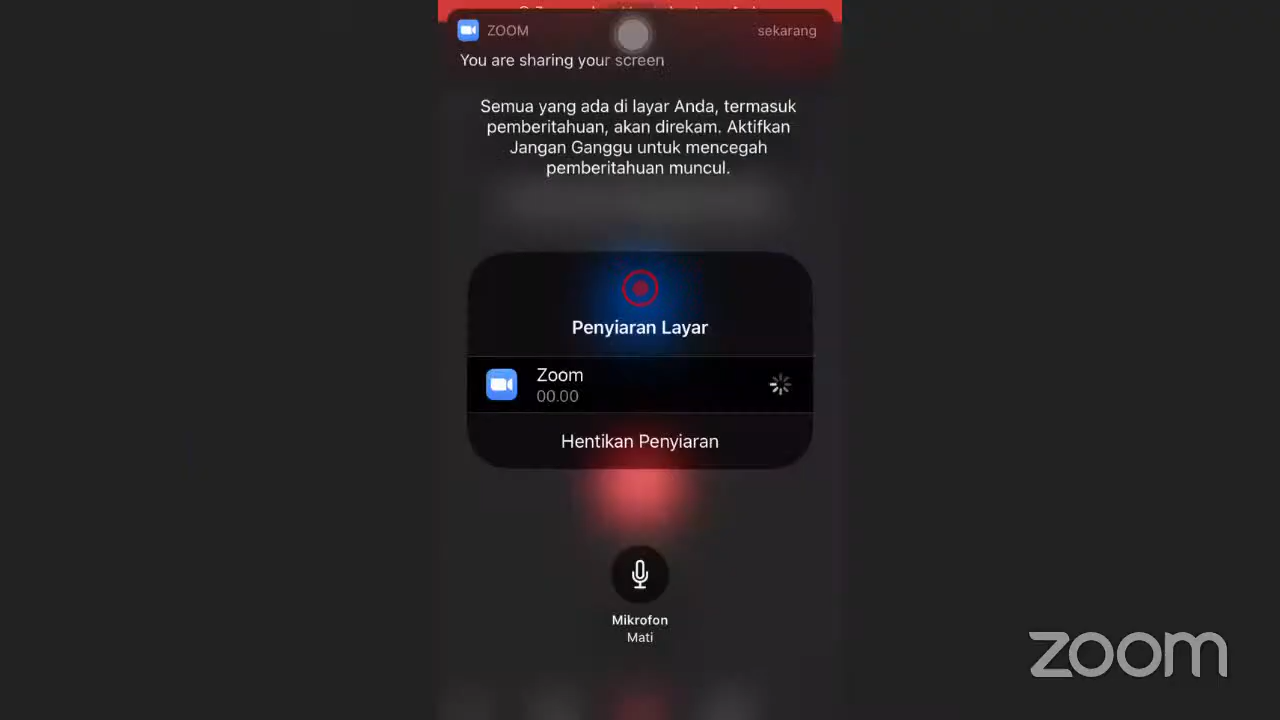 ZOOM
sekarang
You are sharing your screen
Semua yang ada di layar Anda, termasuk
pemberitahuan, akan direkam. Aktifkan
Jangan Ganggu untuk mencegah
pemberitahuan muncul.
Penyiaran Layar
Zoom
00.00
Hentikan Penyiaran
Mikrofon
Mati
zoom